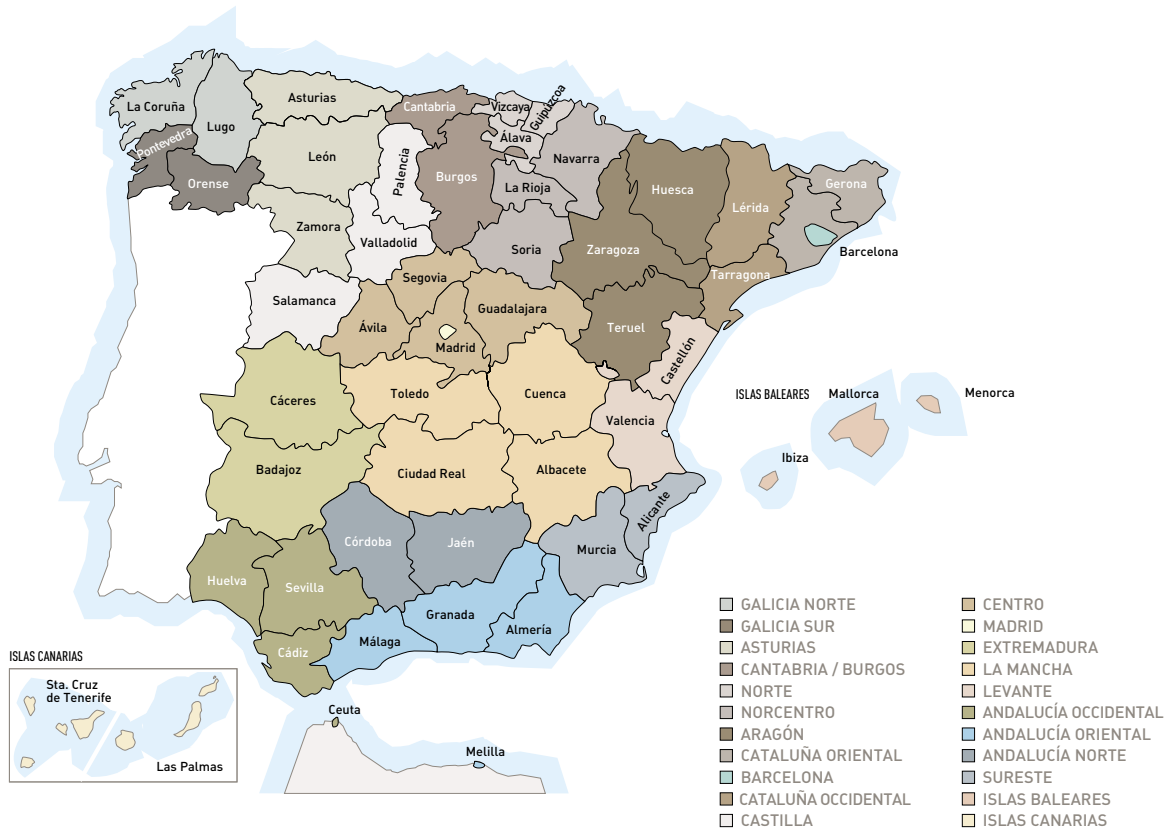 La Coruña
Lugo
Asturias
Cantabria
Vizcaya
Guipúzcoa
Álava
Navarra
Pontevedra
Orense
León
Palencia
Burgos
La Rioja
Huesca
Lérida
Gerona
Barcelona
Zamora
Valladolid
Soria
Zaragoza
Tarragona
Salamanca
Segovia
Guadalajara
Ávila
Madrid
Teruel
Castellón
Cáceres
Toledo
Cuenca
Valencia
ISLAS BALEARES
Mallorca
Menorca
Ibiza
Badajoz
Ciudad Real
Albacete
Alicante
Córdoba
Jaén
Murcia
Huelva
Sevilla
Granada
Almería
Málaga
Cádiz
ISLAS CANARIAS
Sta. Cruz
de Tenerife
Las Palmas
Ceuta
Melilla
GALICIA NORTE
GALICIA SUR
ASTURIAS
CANTABRIA / BURGOS
NORTE
NORCENTRO
ARAGÓN
CATALUÑA ORIENTAL
BARCELONA
CATALUÑA OCCIDENTAL
CASTILLA
CENTRO
MADRID
EXTREMADURA
LA MANCHA
LEVANTE
ANDALUCÍA OCCIDENTAL
ANDALUCÍA ORIENTAL
ANDALUCÍA NORTE
SURESTE
ISLAS BALEARES
ISLAS CANARIAS